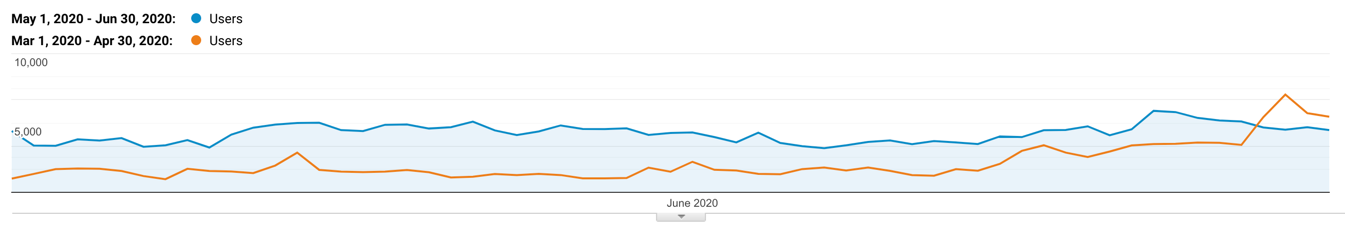 May 1, 2020 - Jun 30, 2020: Users
Mar 1, 2020 - Apr 30, 2020: Users
10,000
5,000
June 2020